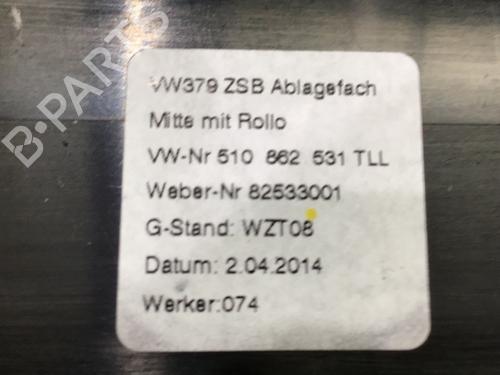 VW379 ZSB Ablagefach
Mitte mit Rollo
VW-Nr 510 862 531 TLL
Weber-Nr 82533001
G-Stand: WZT08
Datum: 2.04.2014
Werker:074
B-PARTS